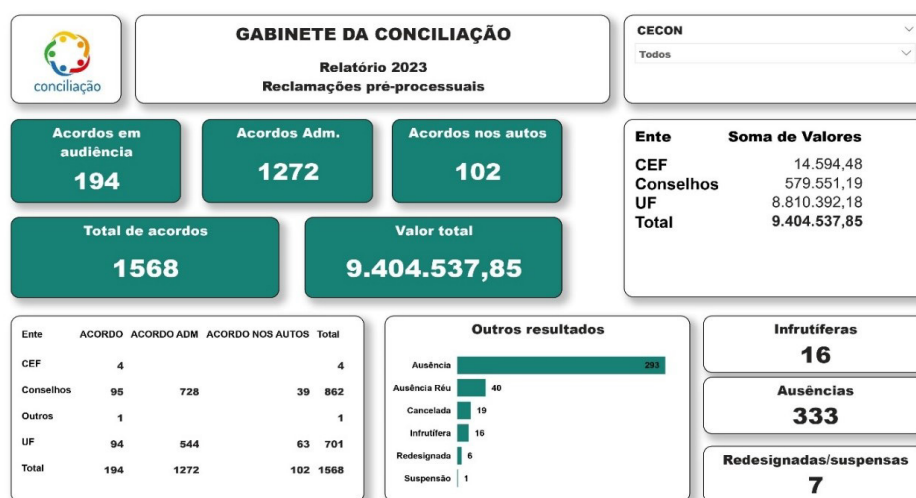 conciliação
GABINETE DA CONCILIAÇÃO
Relatório 2023
Reclamações pré-processuais
CECON
Todos
Acordos em
audiência
194
Acordos Adm.
1272
Acordos nos autos
102
Total de acordos
1568
Valor total
9.404.537,85
Ente Soma de Valores
CEF 14.594,48
Conselhos 579.551,19
UF 8.810.392,18
Total 9.404.537,85
Ente ACORDO ACORDO ADM ACORDO NOS AUTOS Total
CEF 4 4
Conselhos 95 728 39 862
Outros 1 1
UF 94 544 63 701
Total 194 1272 102 1568
Outros resultados
Ausência 293
Ausência Réu 40
Cancelada 19
Infrutífera 16
Redesignada 6
Suspensão 1
Infrutíferas
16
Ausências
333
Redesignadas/suspensas
7